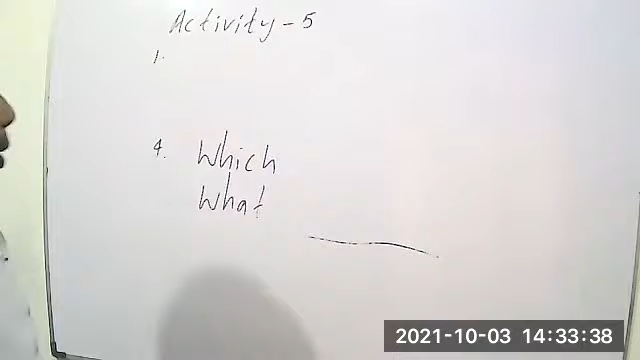 Activity - 5
1.
4. Which
What
2021-10-03 14:33:38